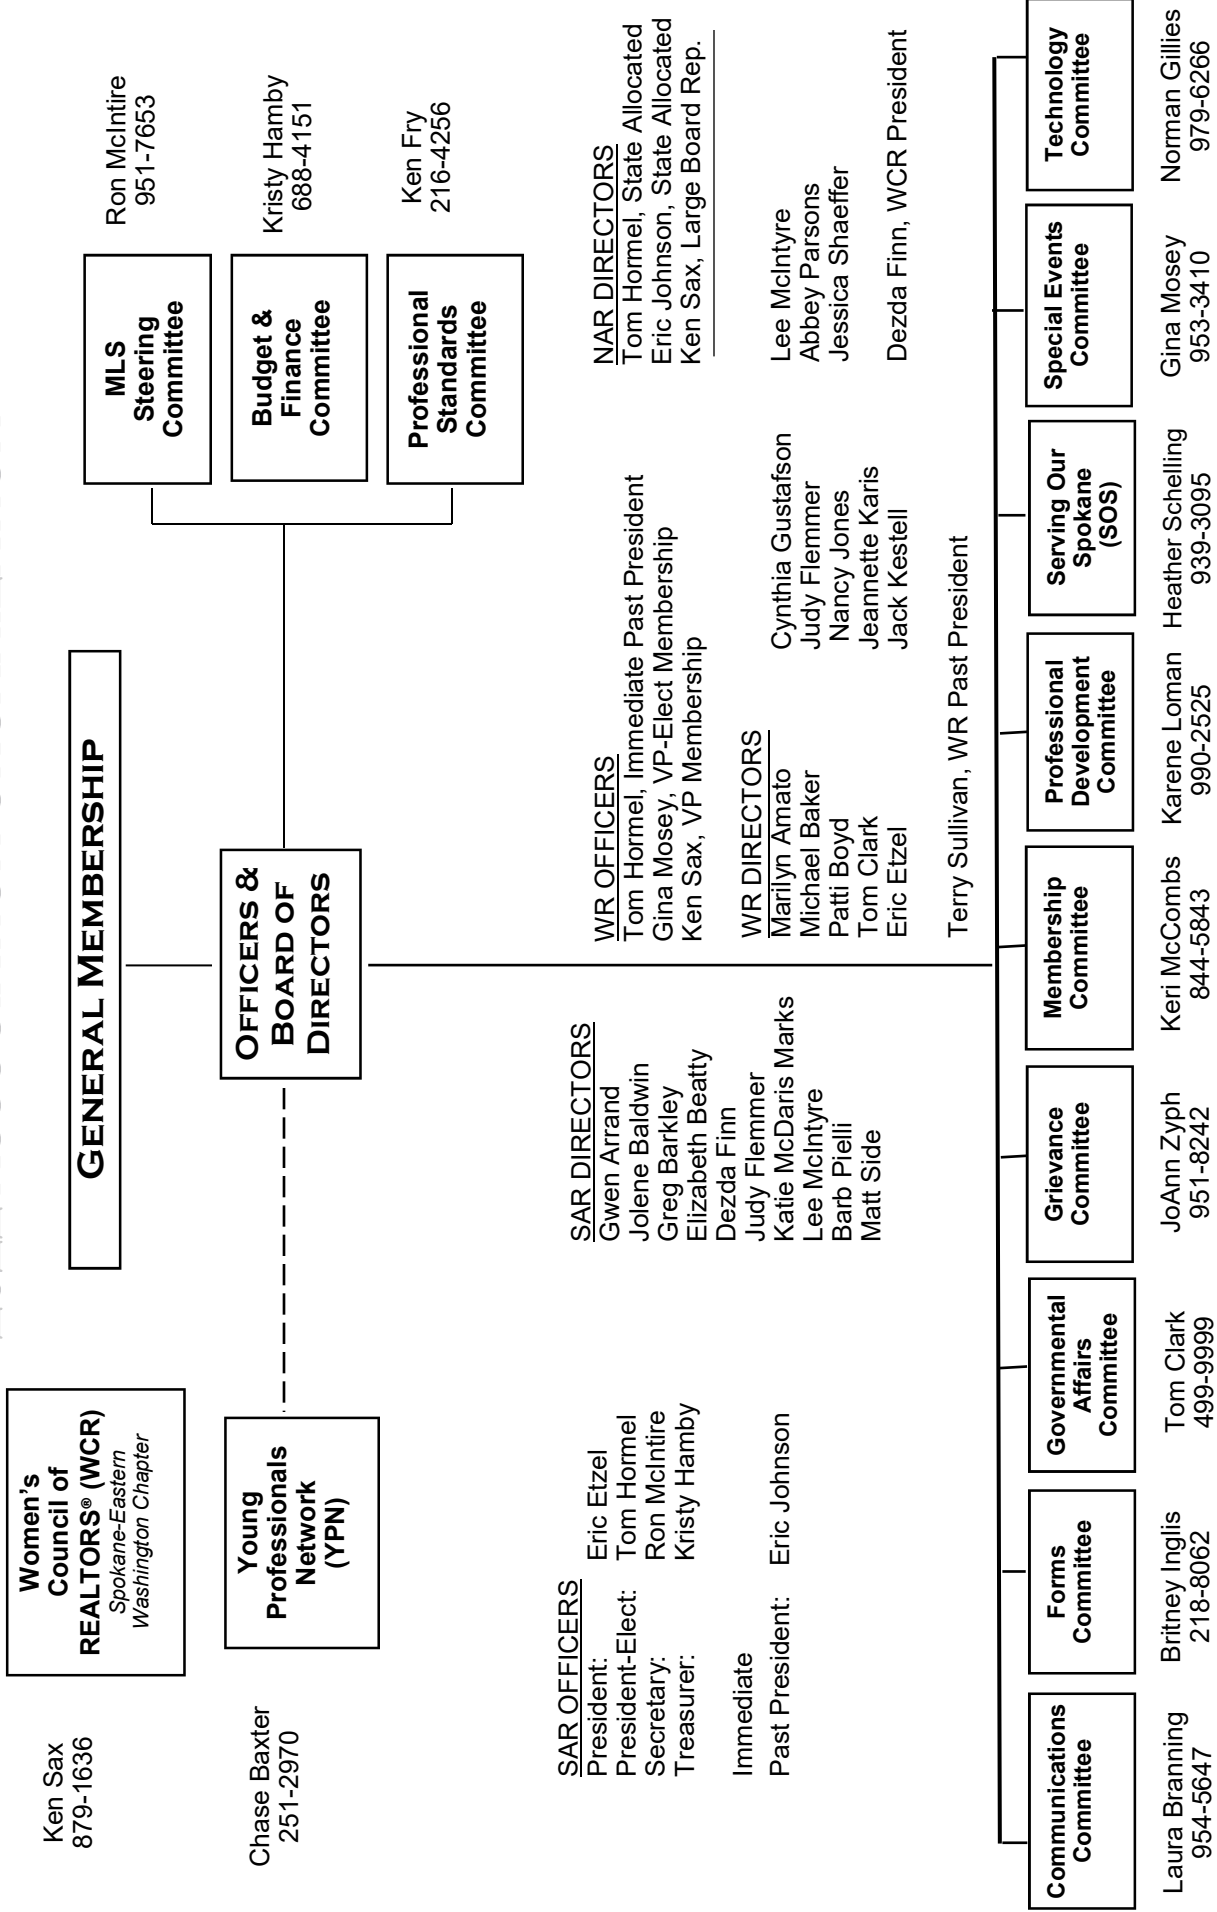 Ken Sax
879-1636
Women's
Council of
REALTORS® (WCR)
Spokane-Eastern
Washington Chapter
GENERAL MEMBERSHIP
Ron McIntire
951-7653
MLS
Steering
Committee
Chase Baxter
251-2970
Young
Professionals
Network
(YPN)
OFFICERS &
BOARD OF
DIRECTORS
Kristy Hamby
688-4151
Budget &
Finance
Committee
Ken Fry
216-4256
Professional
Standards
Committee
SAR OFFICERS
President: Eric Etzel
President-Elect: Tom Hormel
Secretary: Ron McIntire
Treasurer: Kristy Hamby
Immediate
Past President: Eric Johnson
SAR DIRECTORS
Gwen Arrand
Jolene Baldwin
Greg Barkley
Elizabeth Beatty
Dezda Finn
Judy Flemmer
Katie McDaris Marks
Lee McIntyre
Barb Pielli
Matt Side
WR OFFICERS
Tom Hormel, Immediate Past President
Gina Mosey, VP-Elect Membership
Ken Sax, VP Membership
NAR DIRECTORS
Tom Hormel, State Allocated
Eric Johnson, State Allocated
Ken Sax, Large Board Rep.
WR DIRECTORS
Marilyn Amato
Michael Baker
Patti Boyd
Tom Clark
Eric Etzel
Cynthia Gustafson
Judy Flemmer
Nancy Jones
Jeannette Karis
Jack Kestell
Lee McIntyre
Abbey Parsons
Jessica Shaeffer
Dezda Finn, WCR President
Terry Sullivan, WR Past President
Communications
Committee
Laura Branning
954-5647
Forms
Committee
Britney Inglis
218-8062
Governmental
Affairs
Committee
Tom Clark
499-9999
Grievance
Committee
JoAnn Zyph
951-8242
Membership
Committee
Keri McCombs
844-5843
Professional
Development
Committee
Karene Loman
990-2525
Serving Our
Spokane
(SOS)
Heather Schelling
939-3095
Special Events
Committee
Gina Mosey
953-3410
Technology
Committee
Norman Gillies
979-6266